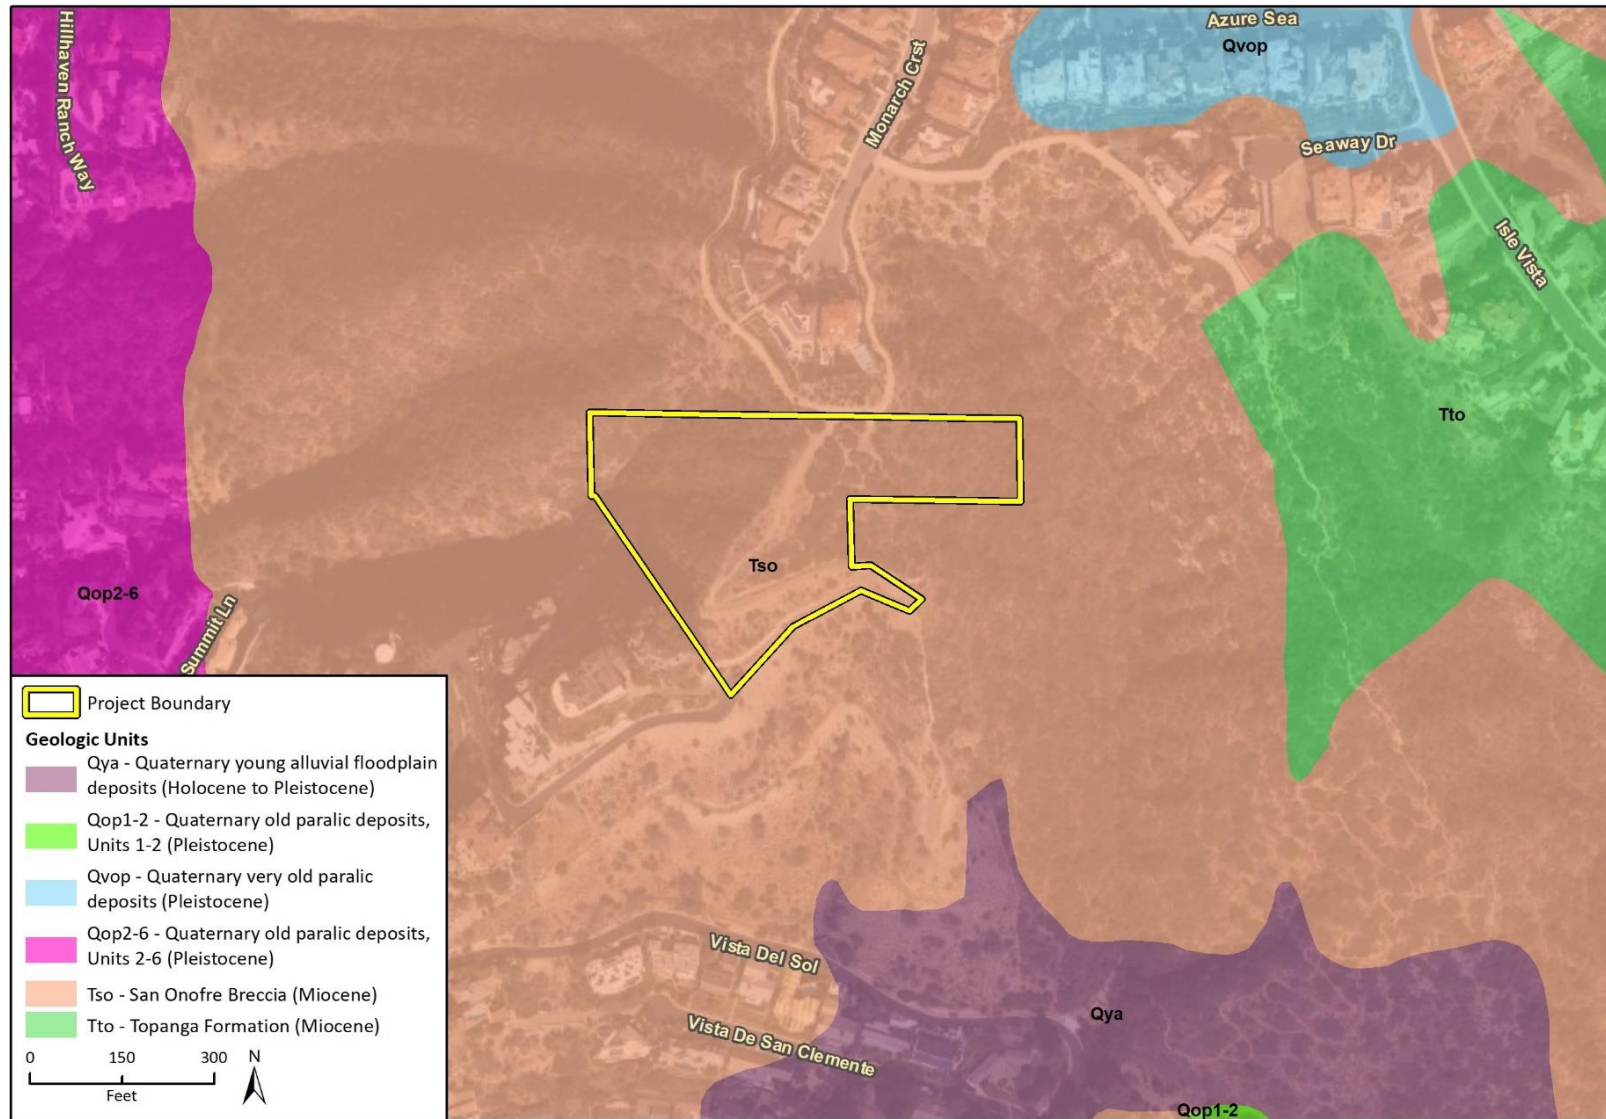 Hillhaven Ranch Way
Monarch Crst
Azure Sea
Qvop
Seaway Dr
Isle Vista
Tto
Tso
Qop2-6
Summit Ln
Project Boundary
Geologic Units
Qya - Quaternary young alluvial floodplain
deposits (Holocene to Pleistocene)
Qop1-2 - Quaternary old paralic deposits,
Units 1-2 (Pleistocene)
Qvop - Quaternary very old paralic
deposits (Pleistocene)
Qop2-6 - Quaternary old paralic deposits,
Units 2-6 (Pleistocene)
Tso - San Onofre Breccia (Miocene)
Tto - Topanga Formation (Miocene)
0 150 300
Feet
N
Vista Del Sol
Vista De San Clemente
Qya
Qop1-2